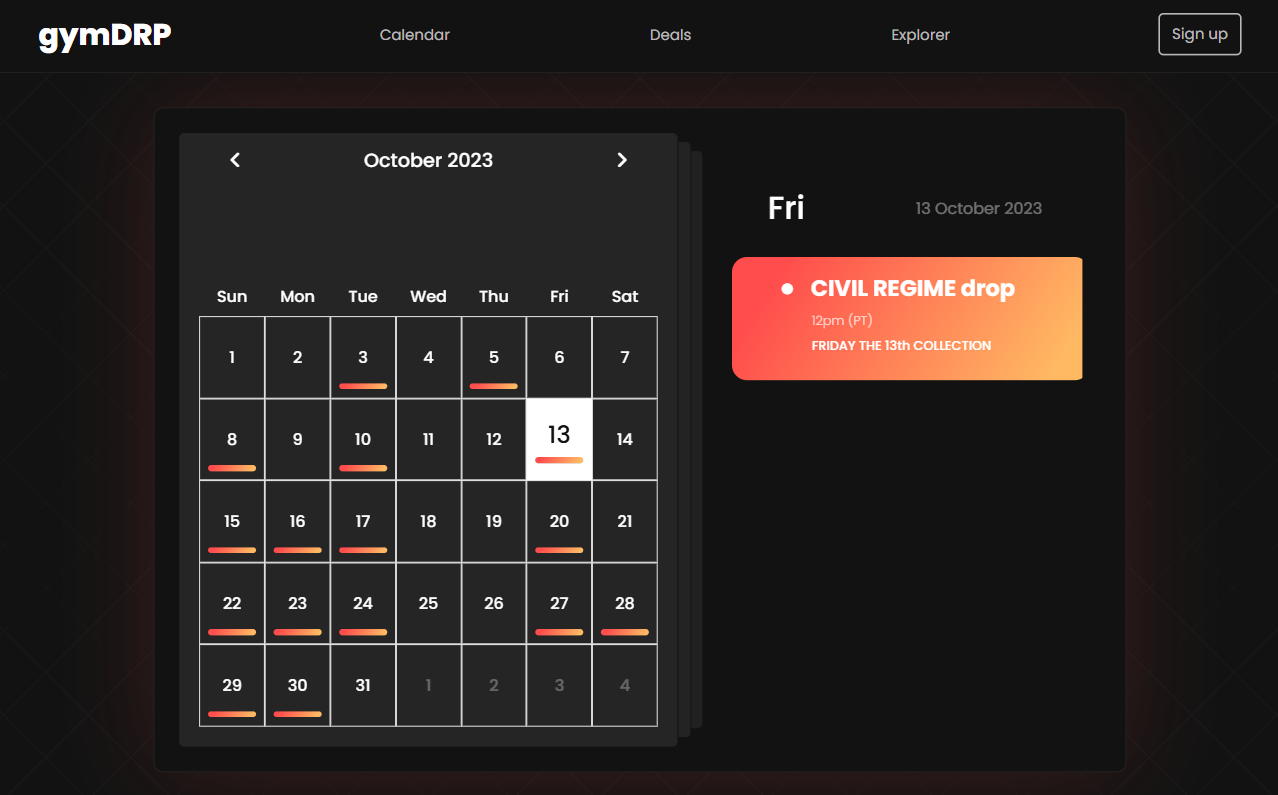 gymDRP Calendar Deals Explorer Sign up
October 2023
Sun Mon Tue Wed Thu Fri Sat
1 2 3 4 5 6 7
8 9 10 11 12 13 14
15 16 17 18 19 20 21
22 23 24 25 26 27 28
29 30 31 1 2 3 4
Fri 13 October 2023
CIVIL REGIME drop
12pm (PT)
FRIDAY THE 13th COLLECTION